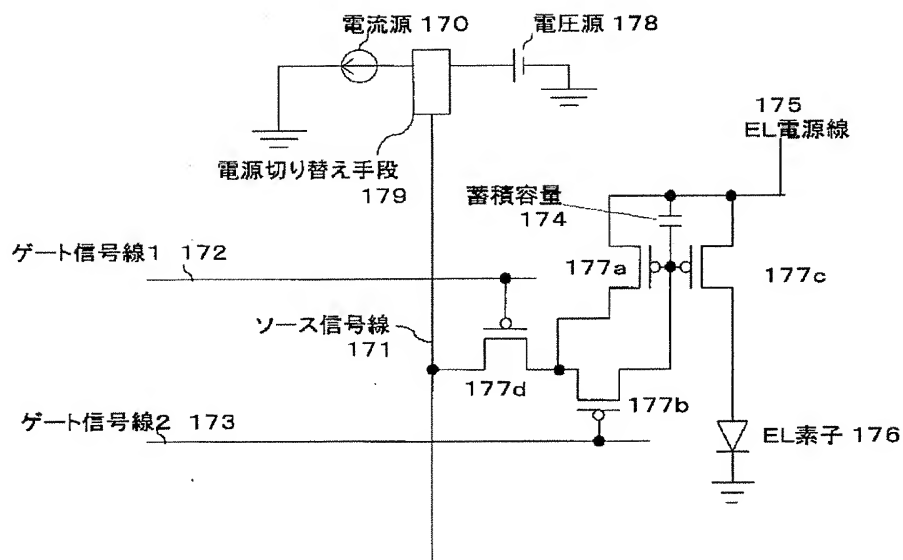 電流源 170
電圧源 178
175
EL電源線
電源切り替え手段
179
蓄積容量
174
ゲート信号線1 172
177a
177c
ソース信号線
171
177d
177b
ゲート信号線2 173
EL素子 176